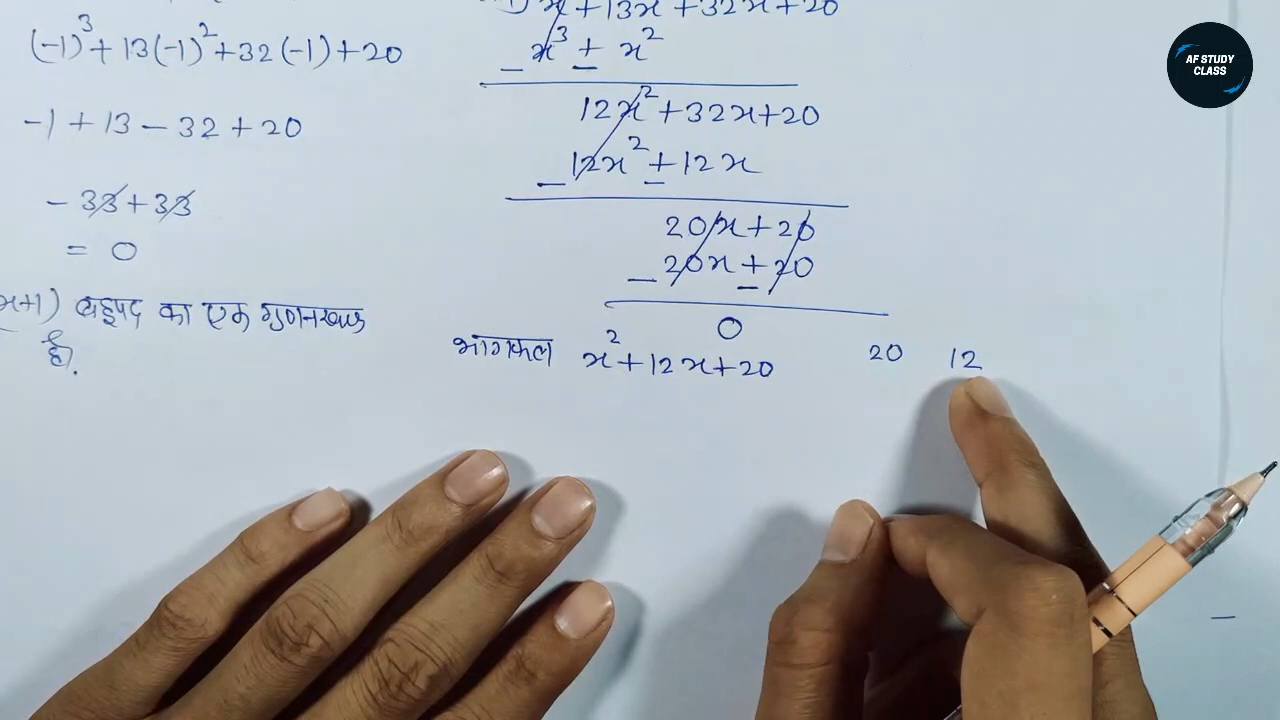 (-1)³ + 13(-1)² + 32(-1) + 20
-1 + 13 - 32 + 20
- 33 + 33
= 0
x+1) बहुपद का एक गुणनखण्ड
है।
x + 13x + 32x + 20
- x³ ± x²
12x² + 32x + 20
- 12x² ± 12x
20x + 20
- 20x ± 20
0
भागफल x² + 12x + 20
20 12
AF STUDY
CLASS